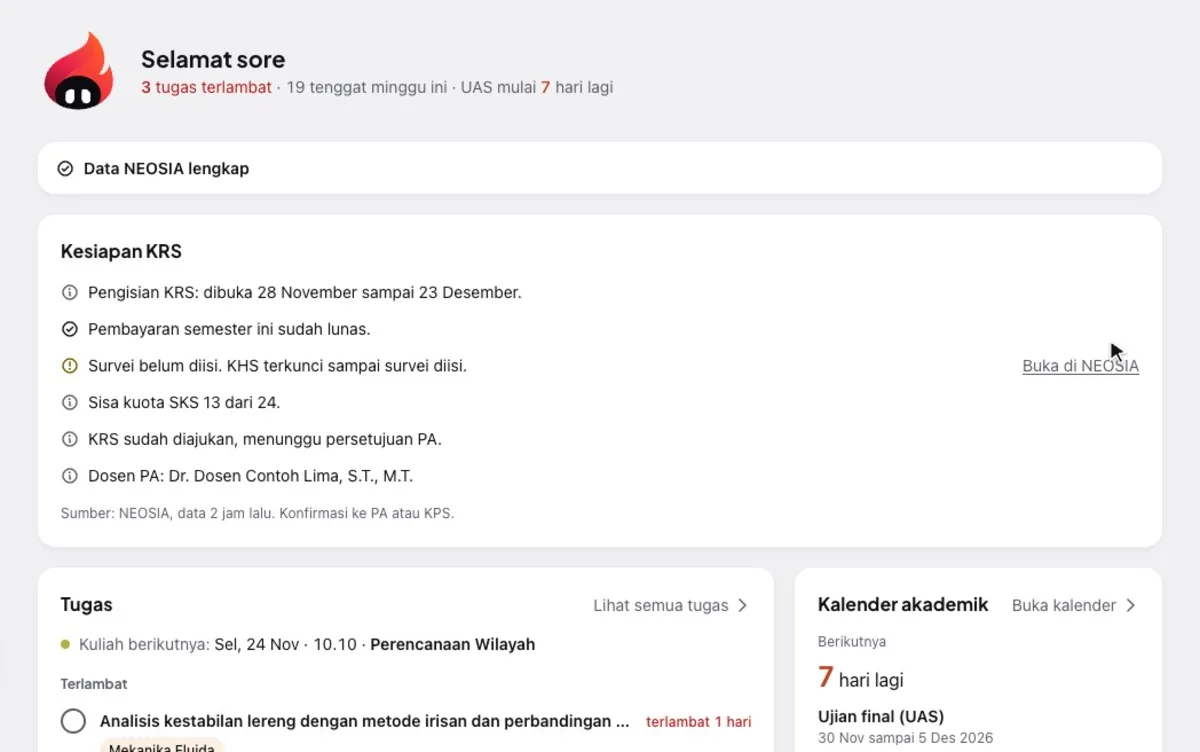 Selamat sore
3 tugas terlambat · 19 tenggat minggu ini · UAS mulai 7 hari lagi
Data NEOSIA lengkap
Kesiapan KRS
Pengisian KRS: dibuka 28 November sampai 23 Desember.
Pembayaran semester ini sudah lunas.
Survei belum diisi. KHS terkunci sampai survei diisi.
Buka di NEOSIA
Sisa kuota SKS 13 dari 24.
KRS sudah diajukan, menunggu persetujuan PA.
Dosen PA: Dr. Dosen Contoh Lima, S.T., M.T.
Sumber: NEOSIA, data 2 jam lalu. Konfirmasi ke PA atau KPS.
Tugas
Lihat semua tugas
Kuliah berikutnya: Sel, 24 Nov · 10.10 · Perencanaan Wilayah
Terlambat
Analisis kestabilan lereng dengan metode irisan dan perbandingan ...
terlambat 1 hari
Mekanika Fluida
Kalender akademik
Buka kalender
Berikutnya
7 hari lagi
Ujian final (UAS)
30 Nov sampai 5 Des 2026